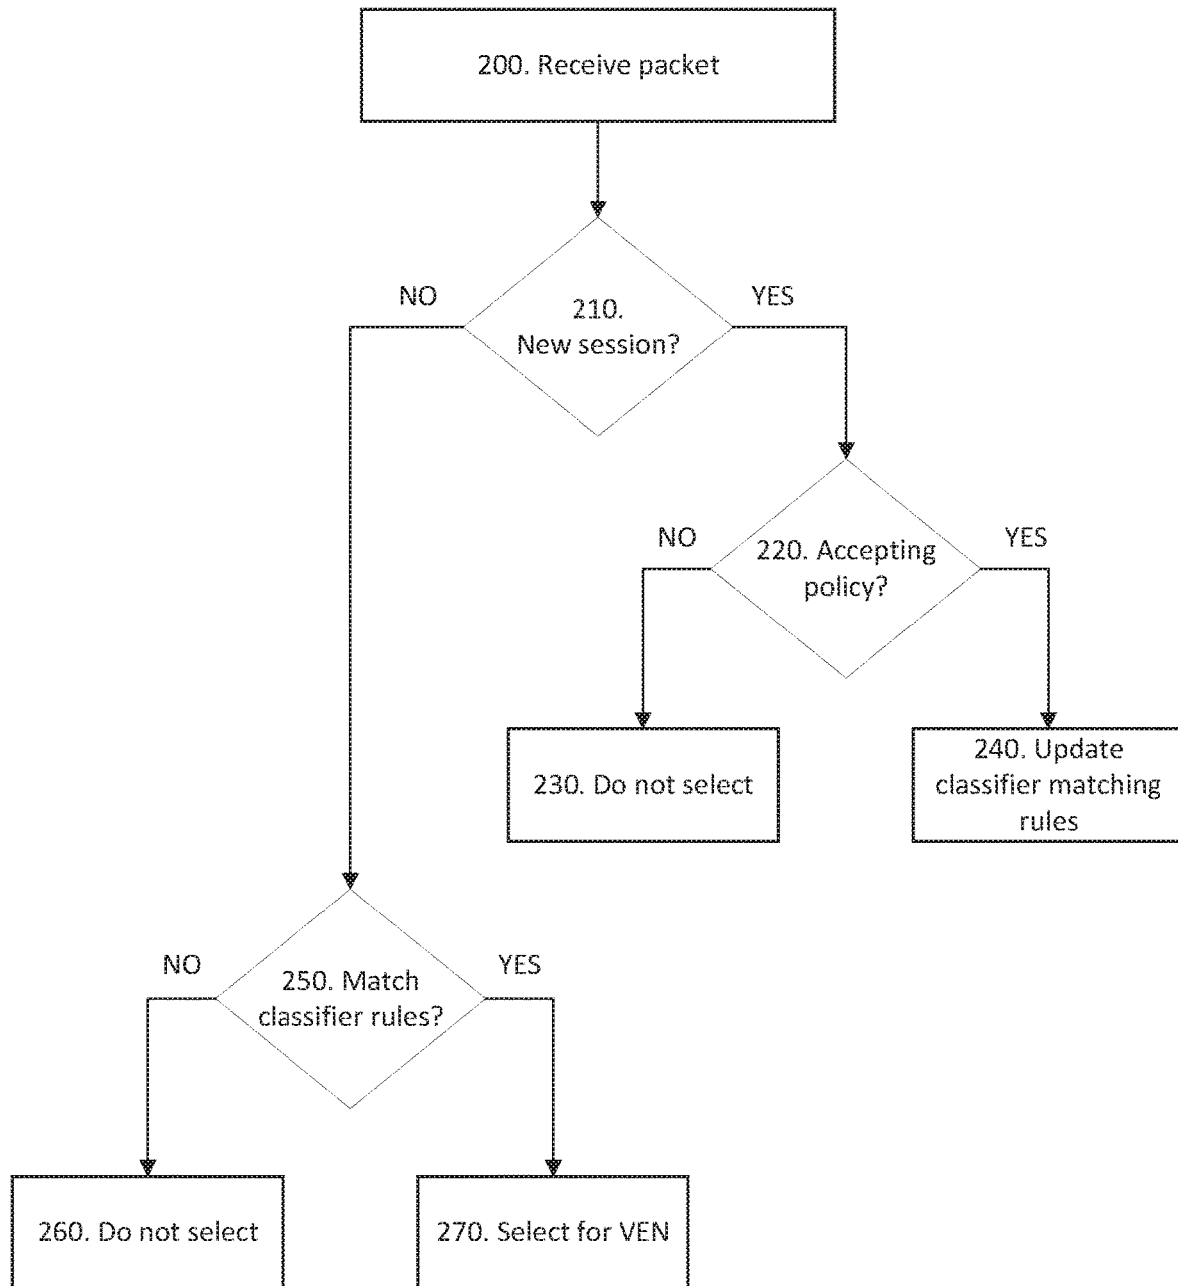 200. Receive packet
NO
YES
210.
New session?
NO
YES
220. Accepting
policy?
230. Do not select
240. Update
classifier matching
rules
NO
YES
250. Match
classifier rules?
260. Do not select
270. Select for VEN